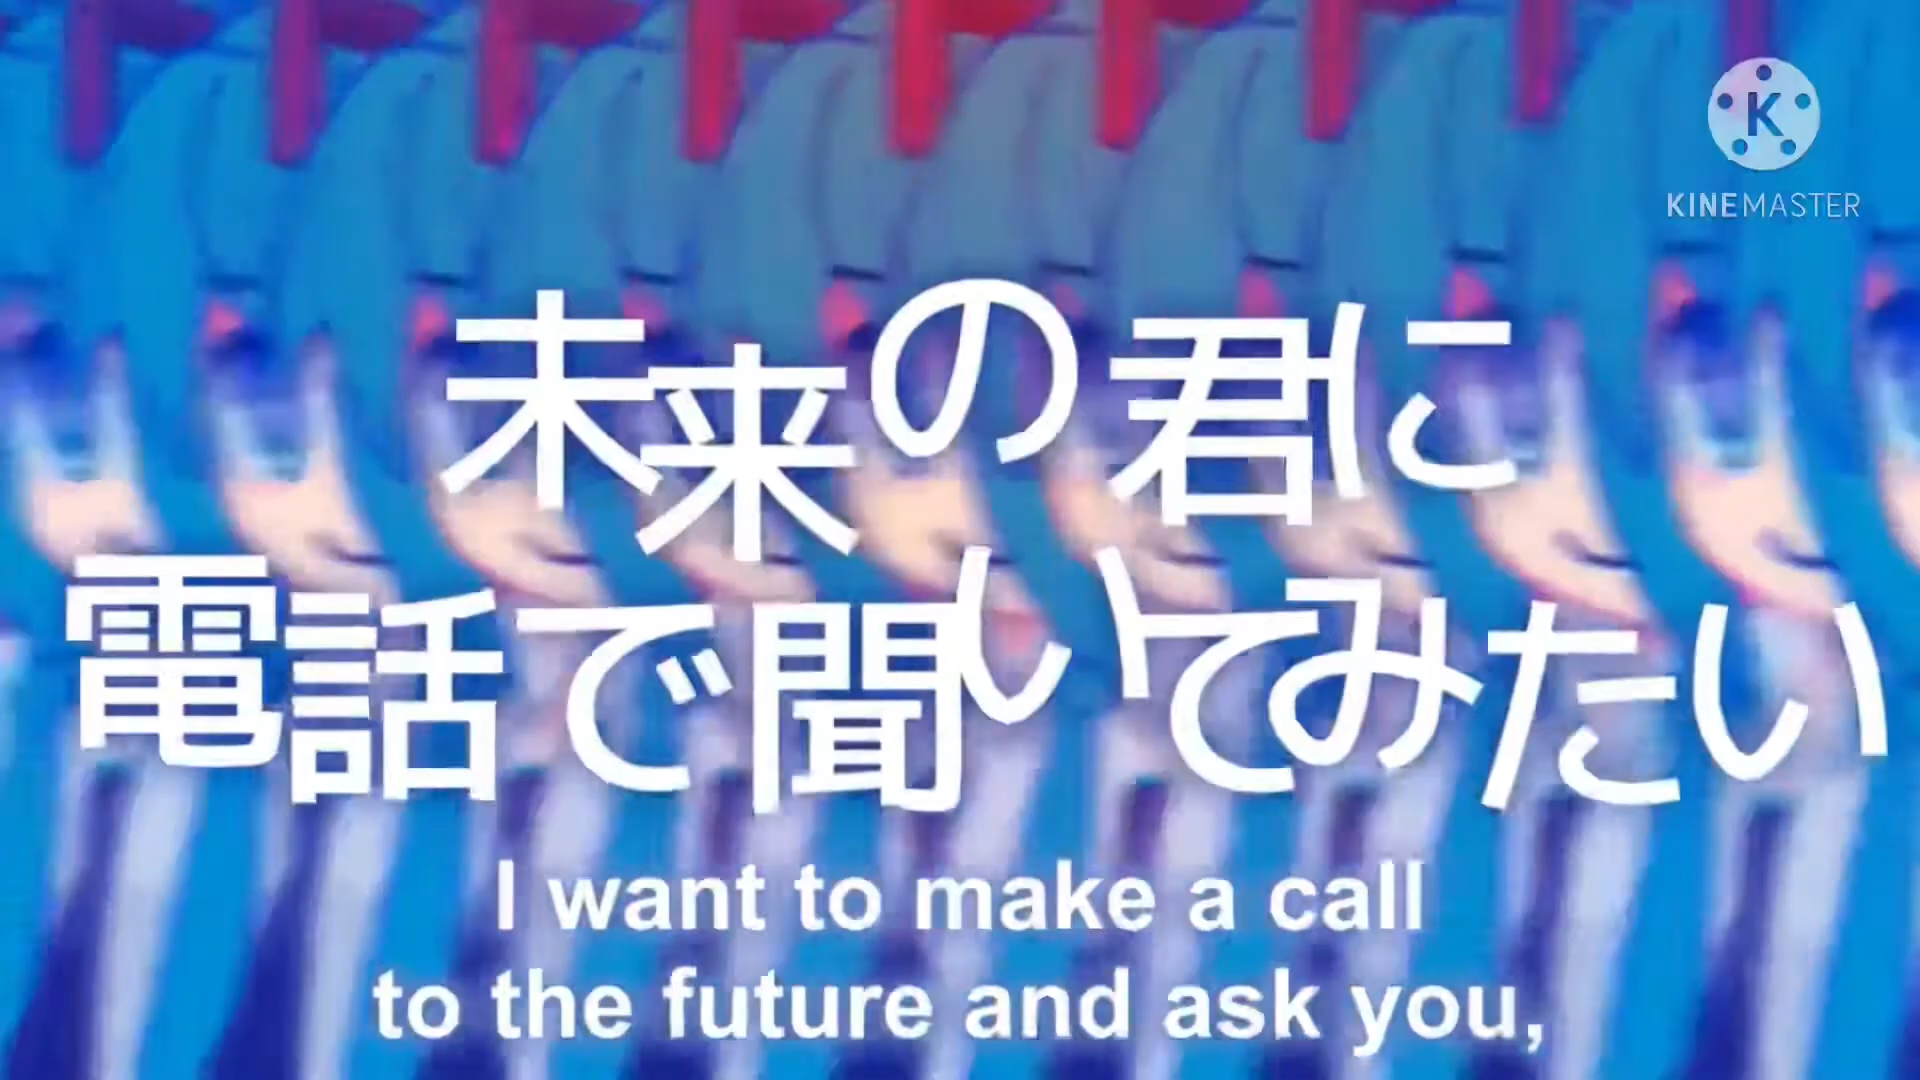 K
KINEMASTER
未来の君に
電話で聞いてみたい
I want to make a call
to the future and ask you,